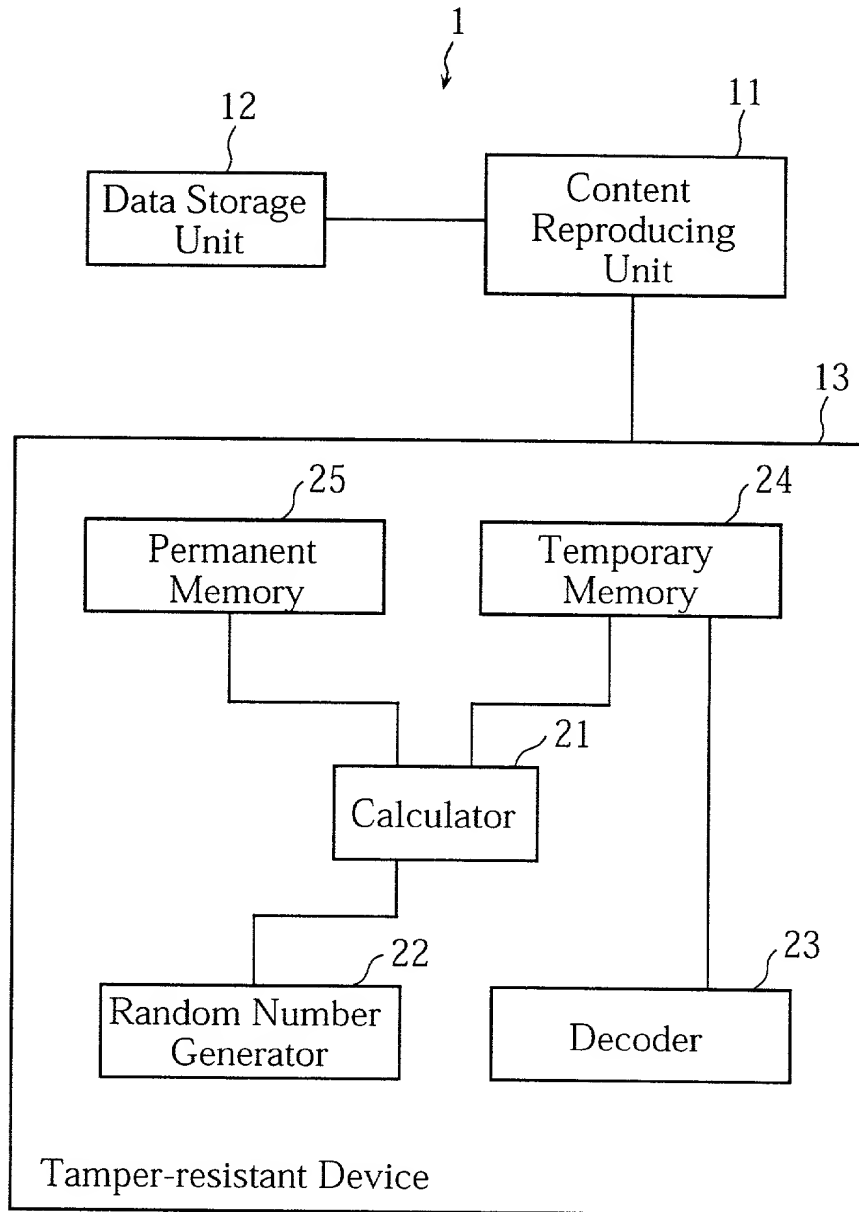 1
12
11
Data Storage
Unit
Content
Reproducing
Unit
13
25
24
Permanent
Memory
Temporary
Memory
21
Calculator
22
23
Random Number
Generator
Decoder
Tamper-resistant Device